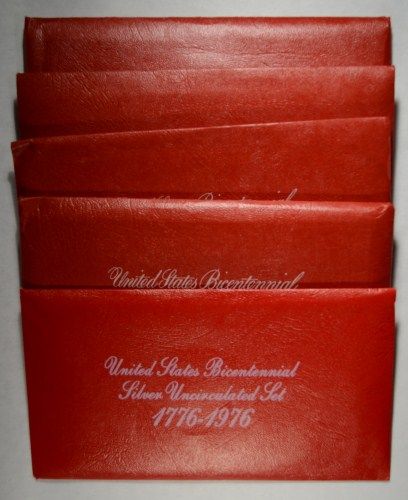 United States Bicentennial
United States Bicentennial
Silver Uncirculated Set
1776-1976